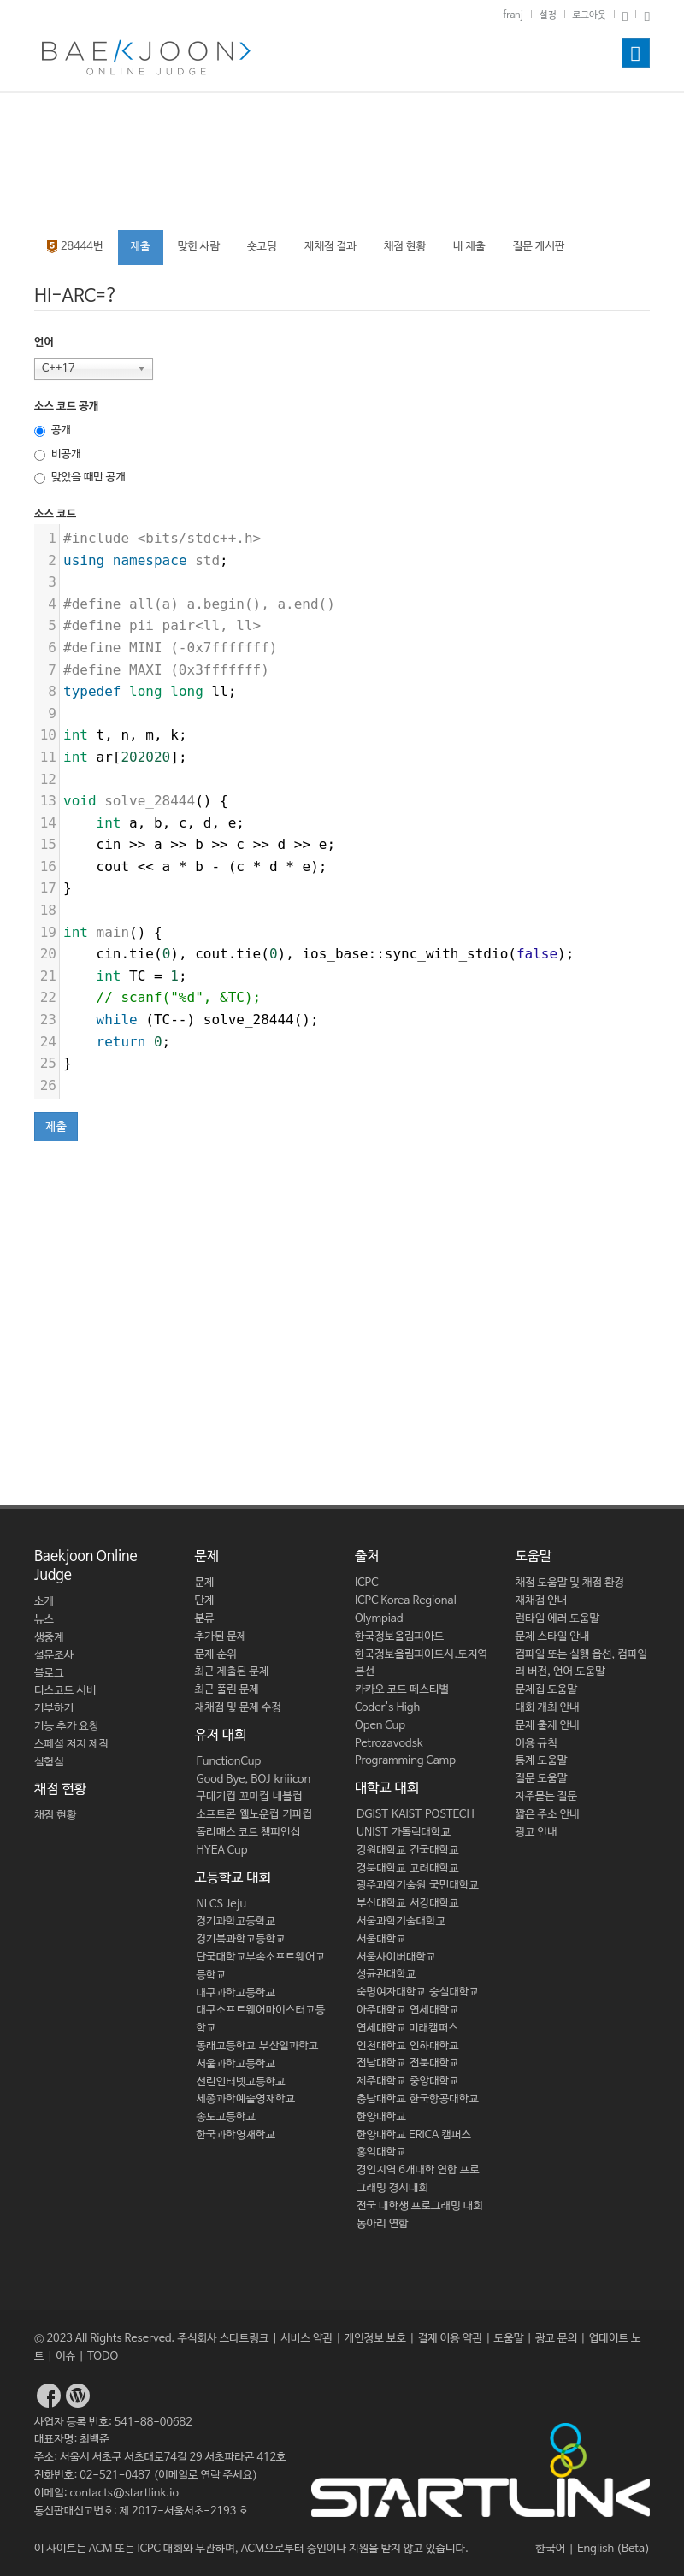 franj | 설정 | 로그아웃 | |
BAEKJOON
ONLINE JUDGE
28444번 제출 맞힌 사람 숏코딩 재채점 결과 채점 현황 내 제출 질문 게시판
HI-ARC=?
언어
C++17
소스 코드 공개
공개
비공개
맞았을 때만 공개
소스 코드
1 #include <bits/stdc++.h>
2 using namespace std;
3
4 #define all(a) a.begin(), a.end()
5 #define pii pair<ll, ll>
6 #define MINI (-0x7fffffff)
7 #define MAXI (0x3fffffff)
8 typedef long long ll;
9
10 int t, n, m, k;
11 int ar[202020];
12
13 void solve_28444() {
14     int a, b, c, d, e;
15     cin >> a >> b >> c >> d >> e;
16     cout << a * b - (c * d * e);
17 }
18
19 int main() {
20     cin.tie(0), cout.tie(0), ios_base::sync_with_stdio(false);
21     int TC = 1;
22     // scanf("%d", &TC);
23     while (TC--) solve_28444();
24     return 0;
25 }
26
제출
Baekjoon Online
Judge
소개
뉴스
생중계
설문조사
블로그
디스코드 서버
기부하기
기능 추가 요청
스페셜 저지 제작
실험실
채점 현황
채점 현황
문제
문제
단계
분류
추가된 문제
문제 순위
최근 제출된 문제
최근 풀린 문제
재채점 및 문제 수정
유저 대회
FunctionCup
Good Bye, BOJ kriiicon
구데기컵 꼬마컵 네블컵
소프트콘 웰노운컵 키파컵
폴리매스 코드 챔피언십
HYEA Cup
고등학교 대회
NLCS Jeju
경기과학고등학교
경기북과학고등학교
단국대학교부속소프트웨어고
등학교
대구과학고등학교
대구소프트웨어마이스터고등
학교
동래고등학교 부산일과학고
서울과학고등학교
선린인터넷고등학교
세종과학예술영재학교
송도고등학교
한국과학영재학교
출처
ICPC
ICPC Korea Regional
Olympiad
한국정보올림피아드
한국정보올림피아드시.도지역
본선
카카오 코드 페스티벌
Coder's High
Open Cup
Petrozavodsk
Programming Camp
대학교 대회
DGIST KAIST POSTECH
UNIST 가톨릭대학교
강원대학교 건국대학교
경북대학교 고려대학교
광주과학기술원 국민대학교
부산대학교 서강대학교
서울과학기술대학교
서울대학교
서울사이버대학교
성균관대학교
숙명여자대학교 숭실대학교
아주대학교 연세대학교
연세대학교 미래캠퍼스
인천대학교 인하대학교
전남대학교 전북대학교
제주대학교 중앙대학교
충남대학교 한국항공대학교
한양대학교
한양대학교 ERICA 캠퍼스
홍익대학교
경인지역 6개대학 연합 프로
그래밍 경시대회
전국 대학생 프로그래밍 대회
동아리 연합
도움말
채점 도움말 및 채점 환경
재채점 안내
런타임 에러 도움말
문제 스타일 안내
컴파일 또는 실행 옵션, 컴파일
러 버전, 언어 도움말
문제집 도움말
대회 개최 안내
문제 출제 안내
이용 규칙
통계 도움말
질문 도움말
자주묻는 질문
짧은 주소 안내
광고 안내
© 2023 All Rights Reserved. 주식회사 스타트링크 | 서비스 약관 | 개인정보 보호 | 결제 이용 약관 | 도움말 | 광고 문의 | 업데이트 노
트 | 이슈 | TODO
사업자 등록 번호: 541-88-00682
대표자명: 최백준
주소: 서울시 서초구 서초대로74길 29 서초파라곤 412호
전화번호: 02-521-0487 (이메일로 연락 주세요)
이메일: contacts@startlink.io
통신판매신고번호: 제 2017-서울서초-2193 호
STARTLINK
이 사이트는 ACM 또는 ICPC 대회와 무관하며, ACM으로부터 승인이나 지원을 받지 않고 있습니다.
한국어 | English (Beta)